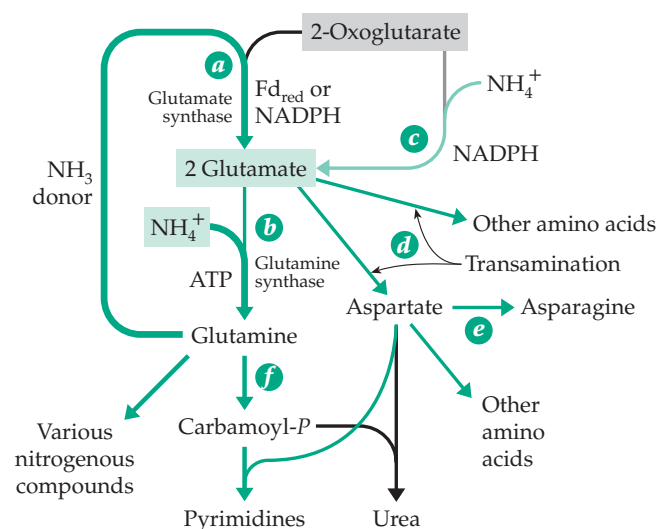 2-Oxoglutarate
a
Glutamate
synthase
Fd_red or
NADPH
NH4+
c
NADPH
NH3
donor
2 Glutamate
NH4+
b
Other amino acids
d
ATP
Glutamine
synthase
Transamination
Aspartate
Asparagine
e
Glutamine
f
Various
nitrogenous
compounds
Carbamoyl-P
Other
amino
acids
Pyrimidines
Urea